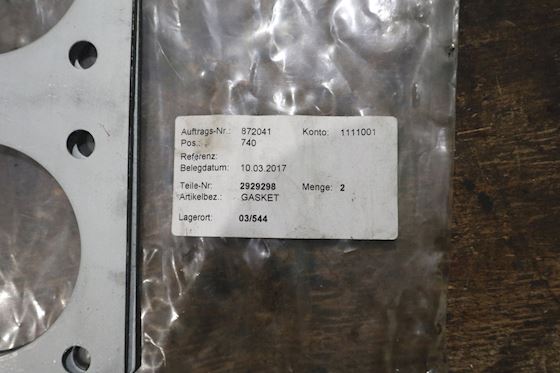 Auftrags-Nr.: 872041 Konto: 1111001
Pos.: 740
Referenz:
Belegdatum: 10.03.2017
Teile-Nr: 2929298 Menge: 2
Artikelbez.: GASKET
Lagerort: 03/544